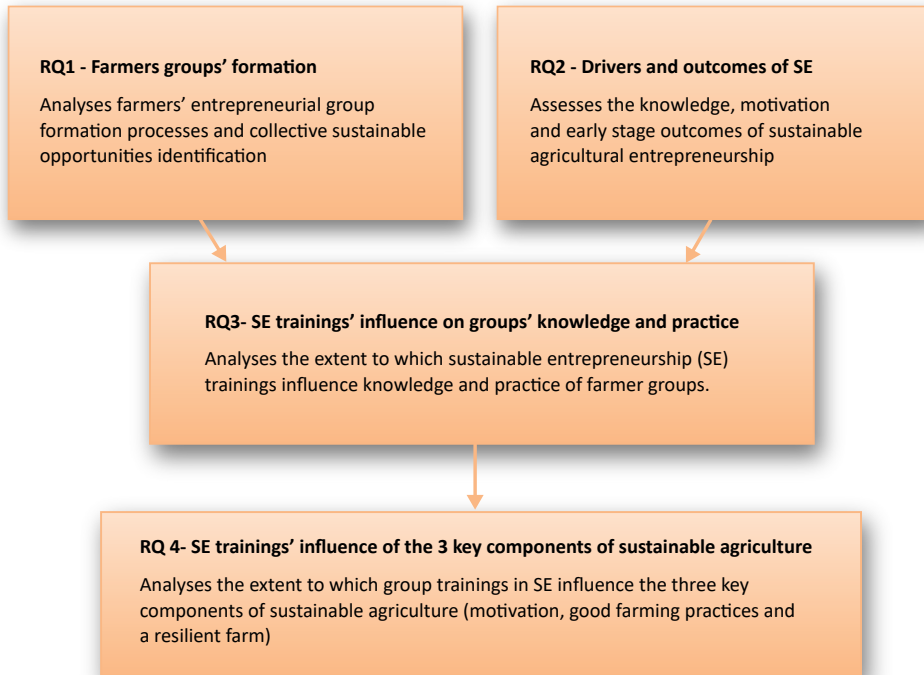 RQ1 - Farmers groups’ formation
Analyses farmers’ entrepreneurial group
formation processes and collective sustainable
opportunities identification
RQ2 - Drivers and outcomes of SE
Assesses the knowledge, motivation
and early stage outcomes of sustainable
agricultural entrepreneurship
RQ3- SE trainings’ influence on groups’ knowledge and practice
Analyses the extent to which sustainable entrepreneurship (SE)
trainings influence knowledge and practice of farmer groups.
RQ 4- SE trainings’ influence of the 3 key components of sustainable agriculture
Analyses the extent to which group trainings in SE influence the three key
components of sustainable agriculture (motivation, good farming practices and
a resilient farm)